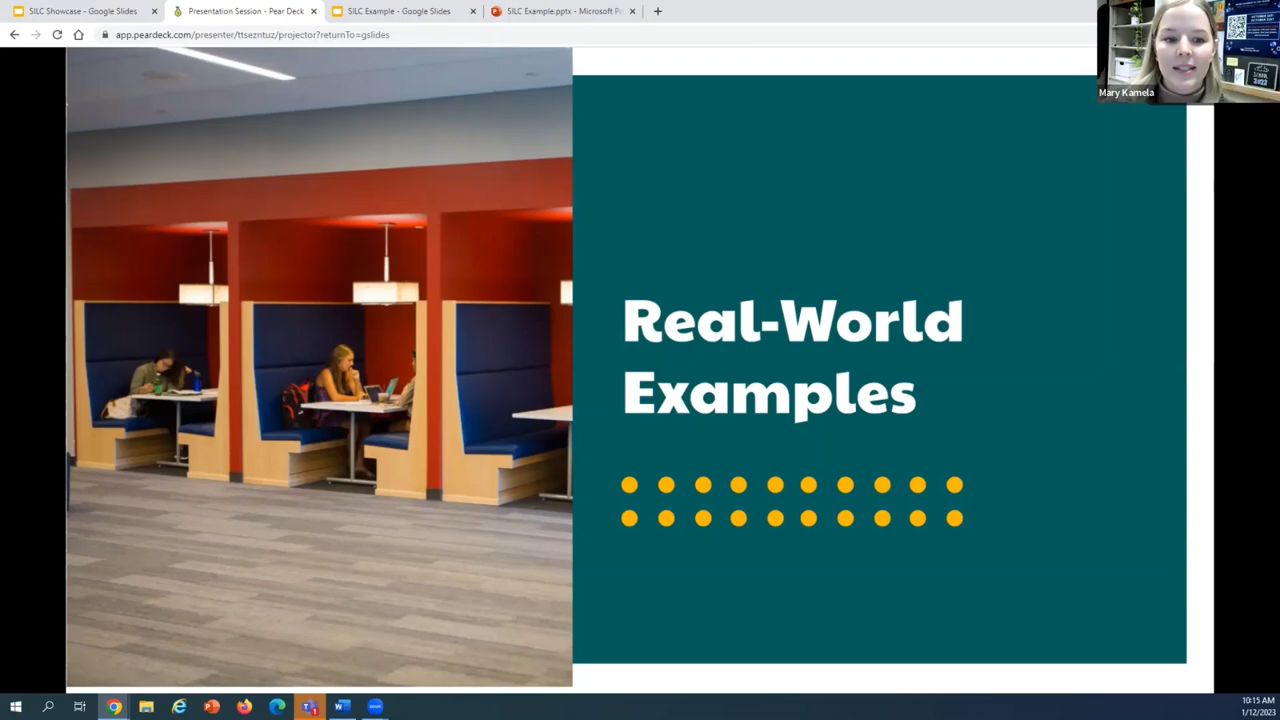 SILC Showcase - Google Slides
Presentation Session - Pear Deck
SILC Example - Google Slides
SILC Example.pptx - Microsoft Po
app.peardeck.com/presenter/ttsezntuz/projector?returnTo=gslides
Mary Kamela
Real-World
Examples
10:15 AM
1/12/2023